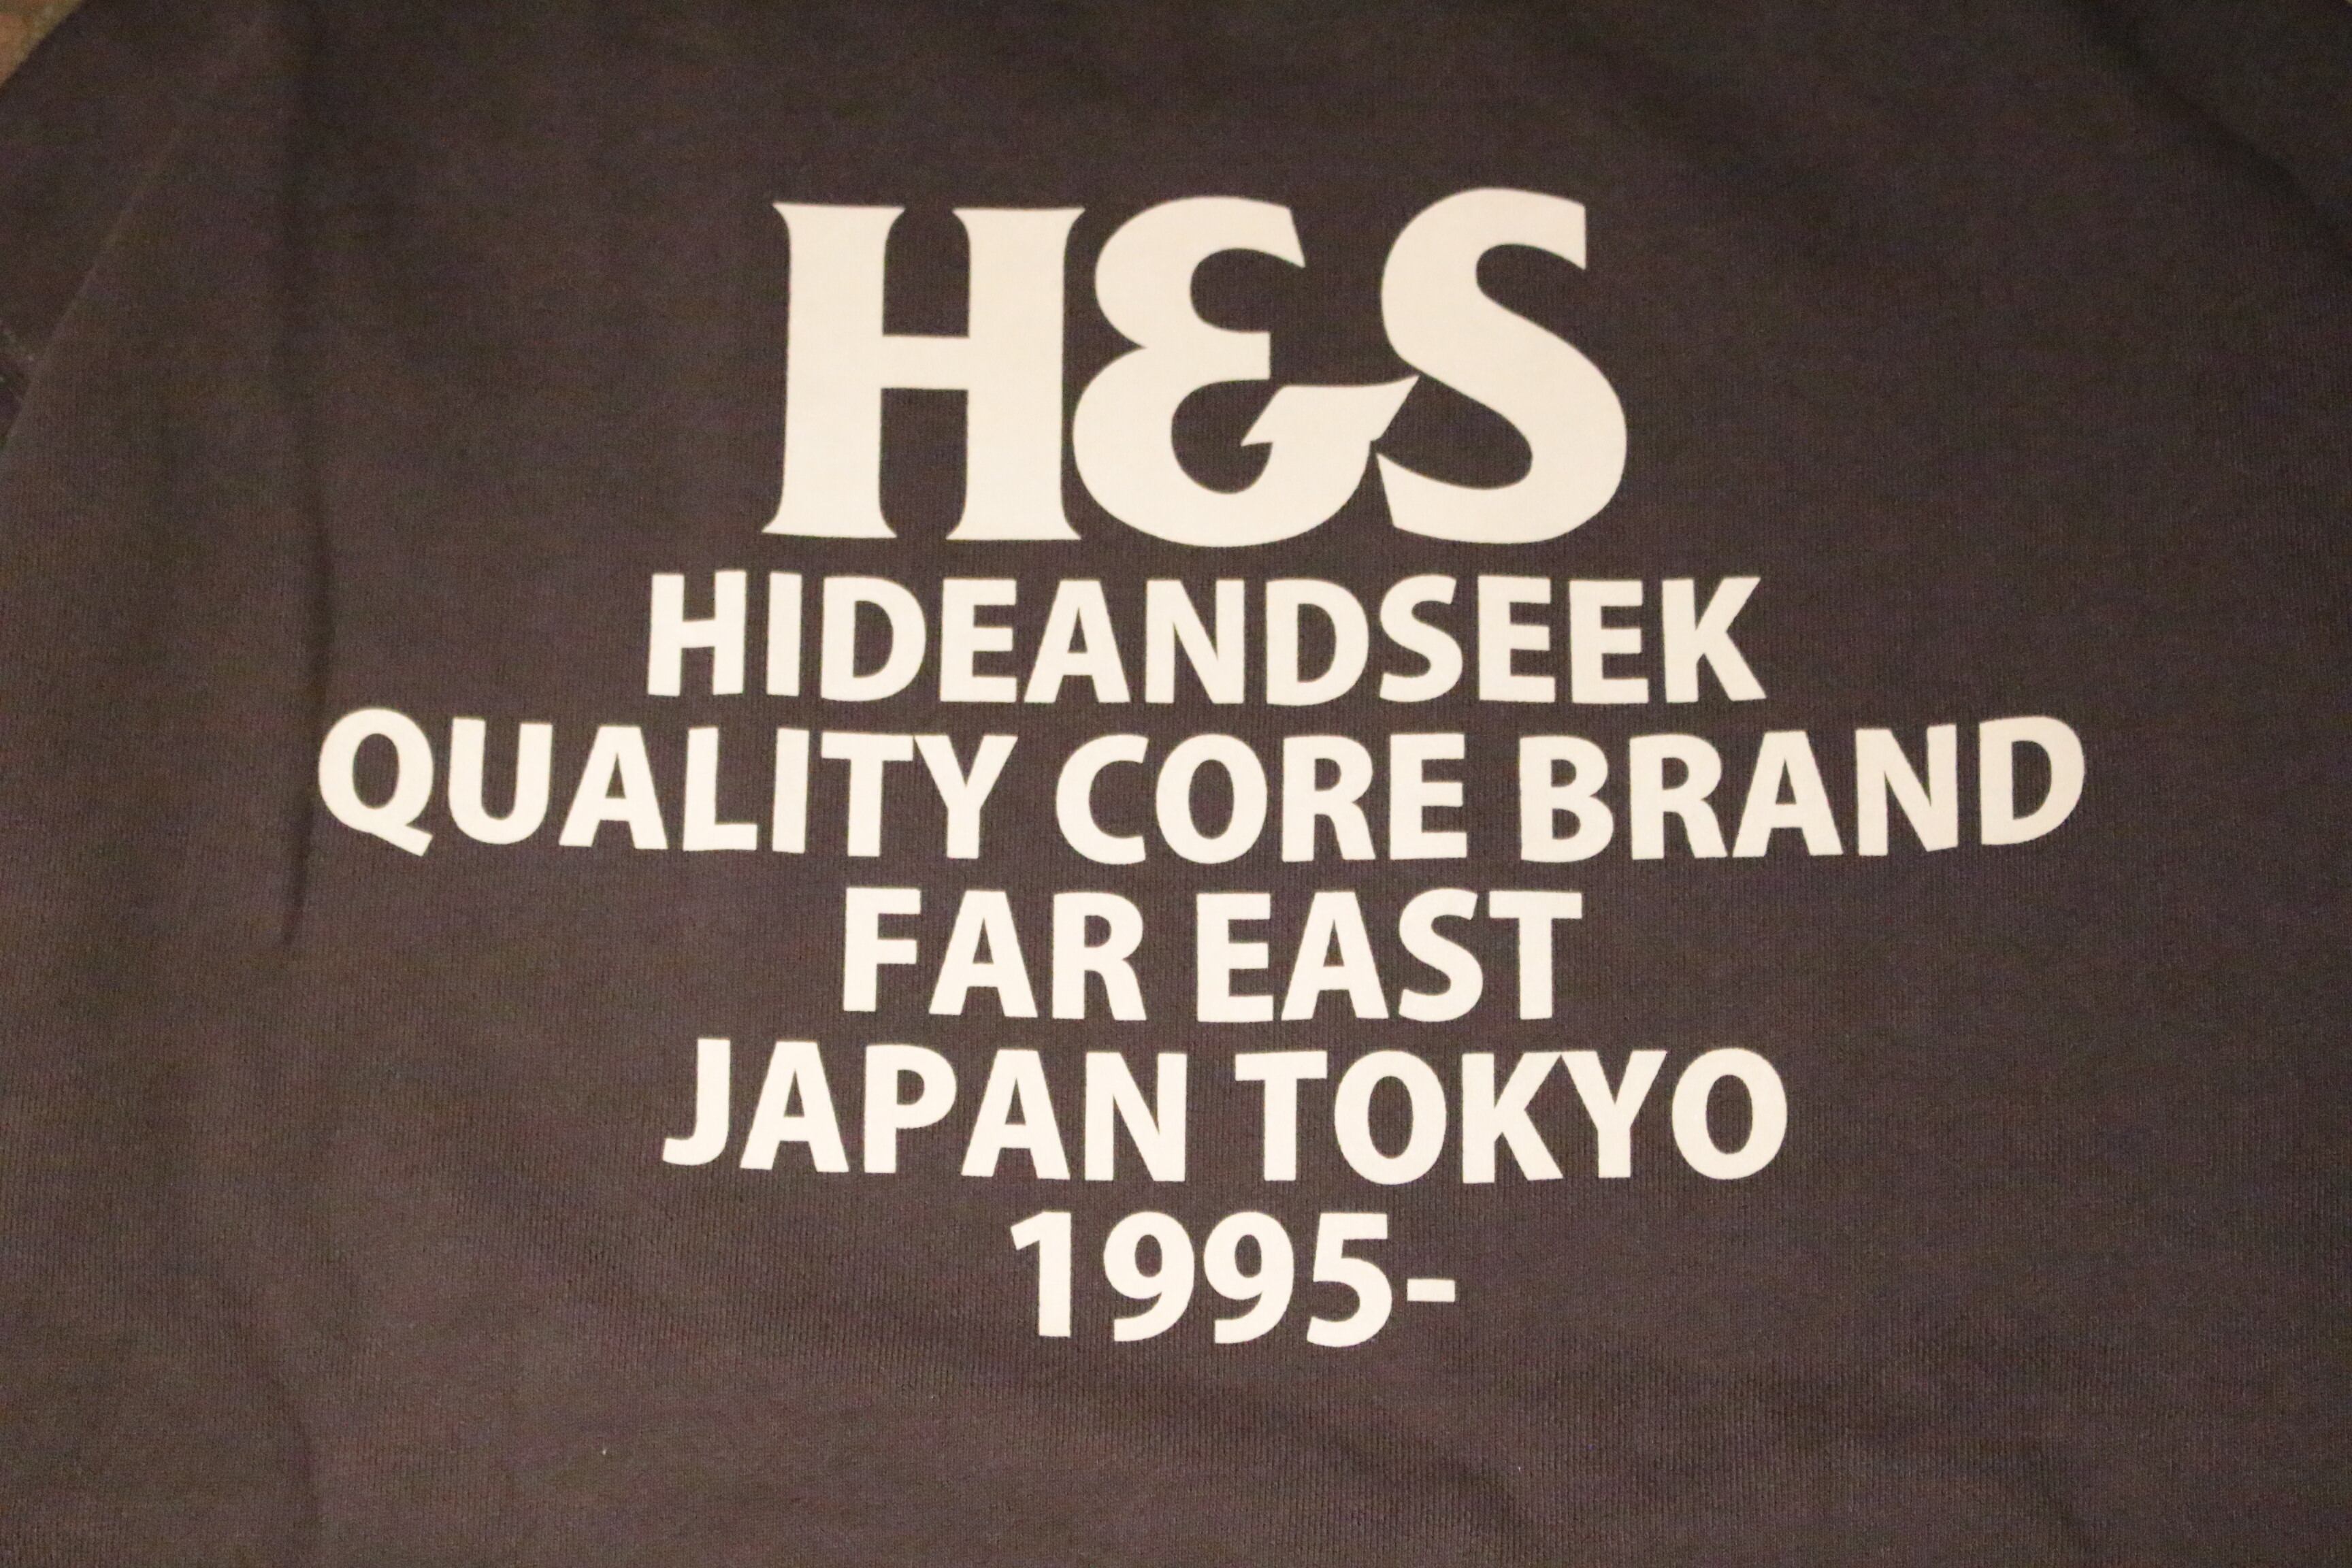 H&S
HIDEANDSEEK
QUALITY CORE BRAND
FAR EAST
JAPAN TOKYO
1995-